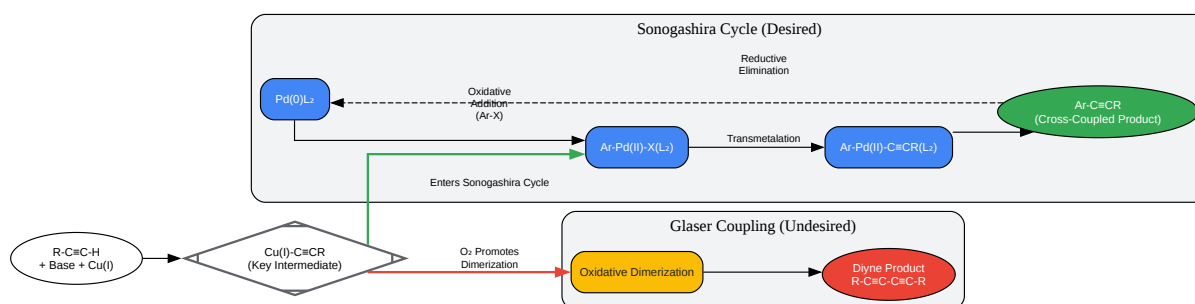 Sonogashira Cycle (Desired)
Reductive
Elimination
Pd(0)L₂
Oxidative
Addition
(Ar-X)
Ar-C≡CR
(Cross-Coupled Product)
Ar-Pd(II)-X(L₂)
Transmetalation
Ar-Pd(II)-C≡CR(L₂)
Enters Sonogashira Cycle
Glaser Coupling (Undesired)
R-C≡C-H
+ Base + Cu(I)
Cu(I)-C≡CR
(Key Intermediate)
O₂ Promotes
Dimerization
Oxidative Dimerization
Diyne Product
R-C≡C-C≡C-R